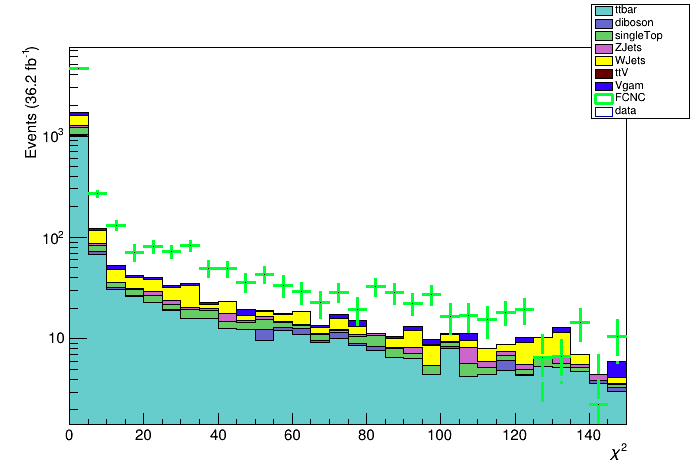 ttbar
diboson
singleTop
ZJets
WJets
ttV
Vgam
FCNC
data
Events (36.2 fb⁻¹)
10³
10²
10
0 20 40 60 80 100 120 140
χ²